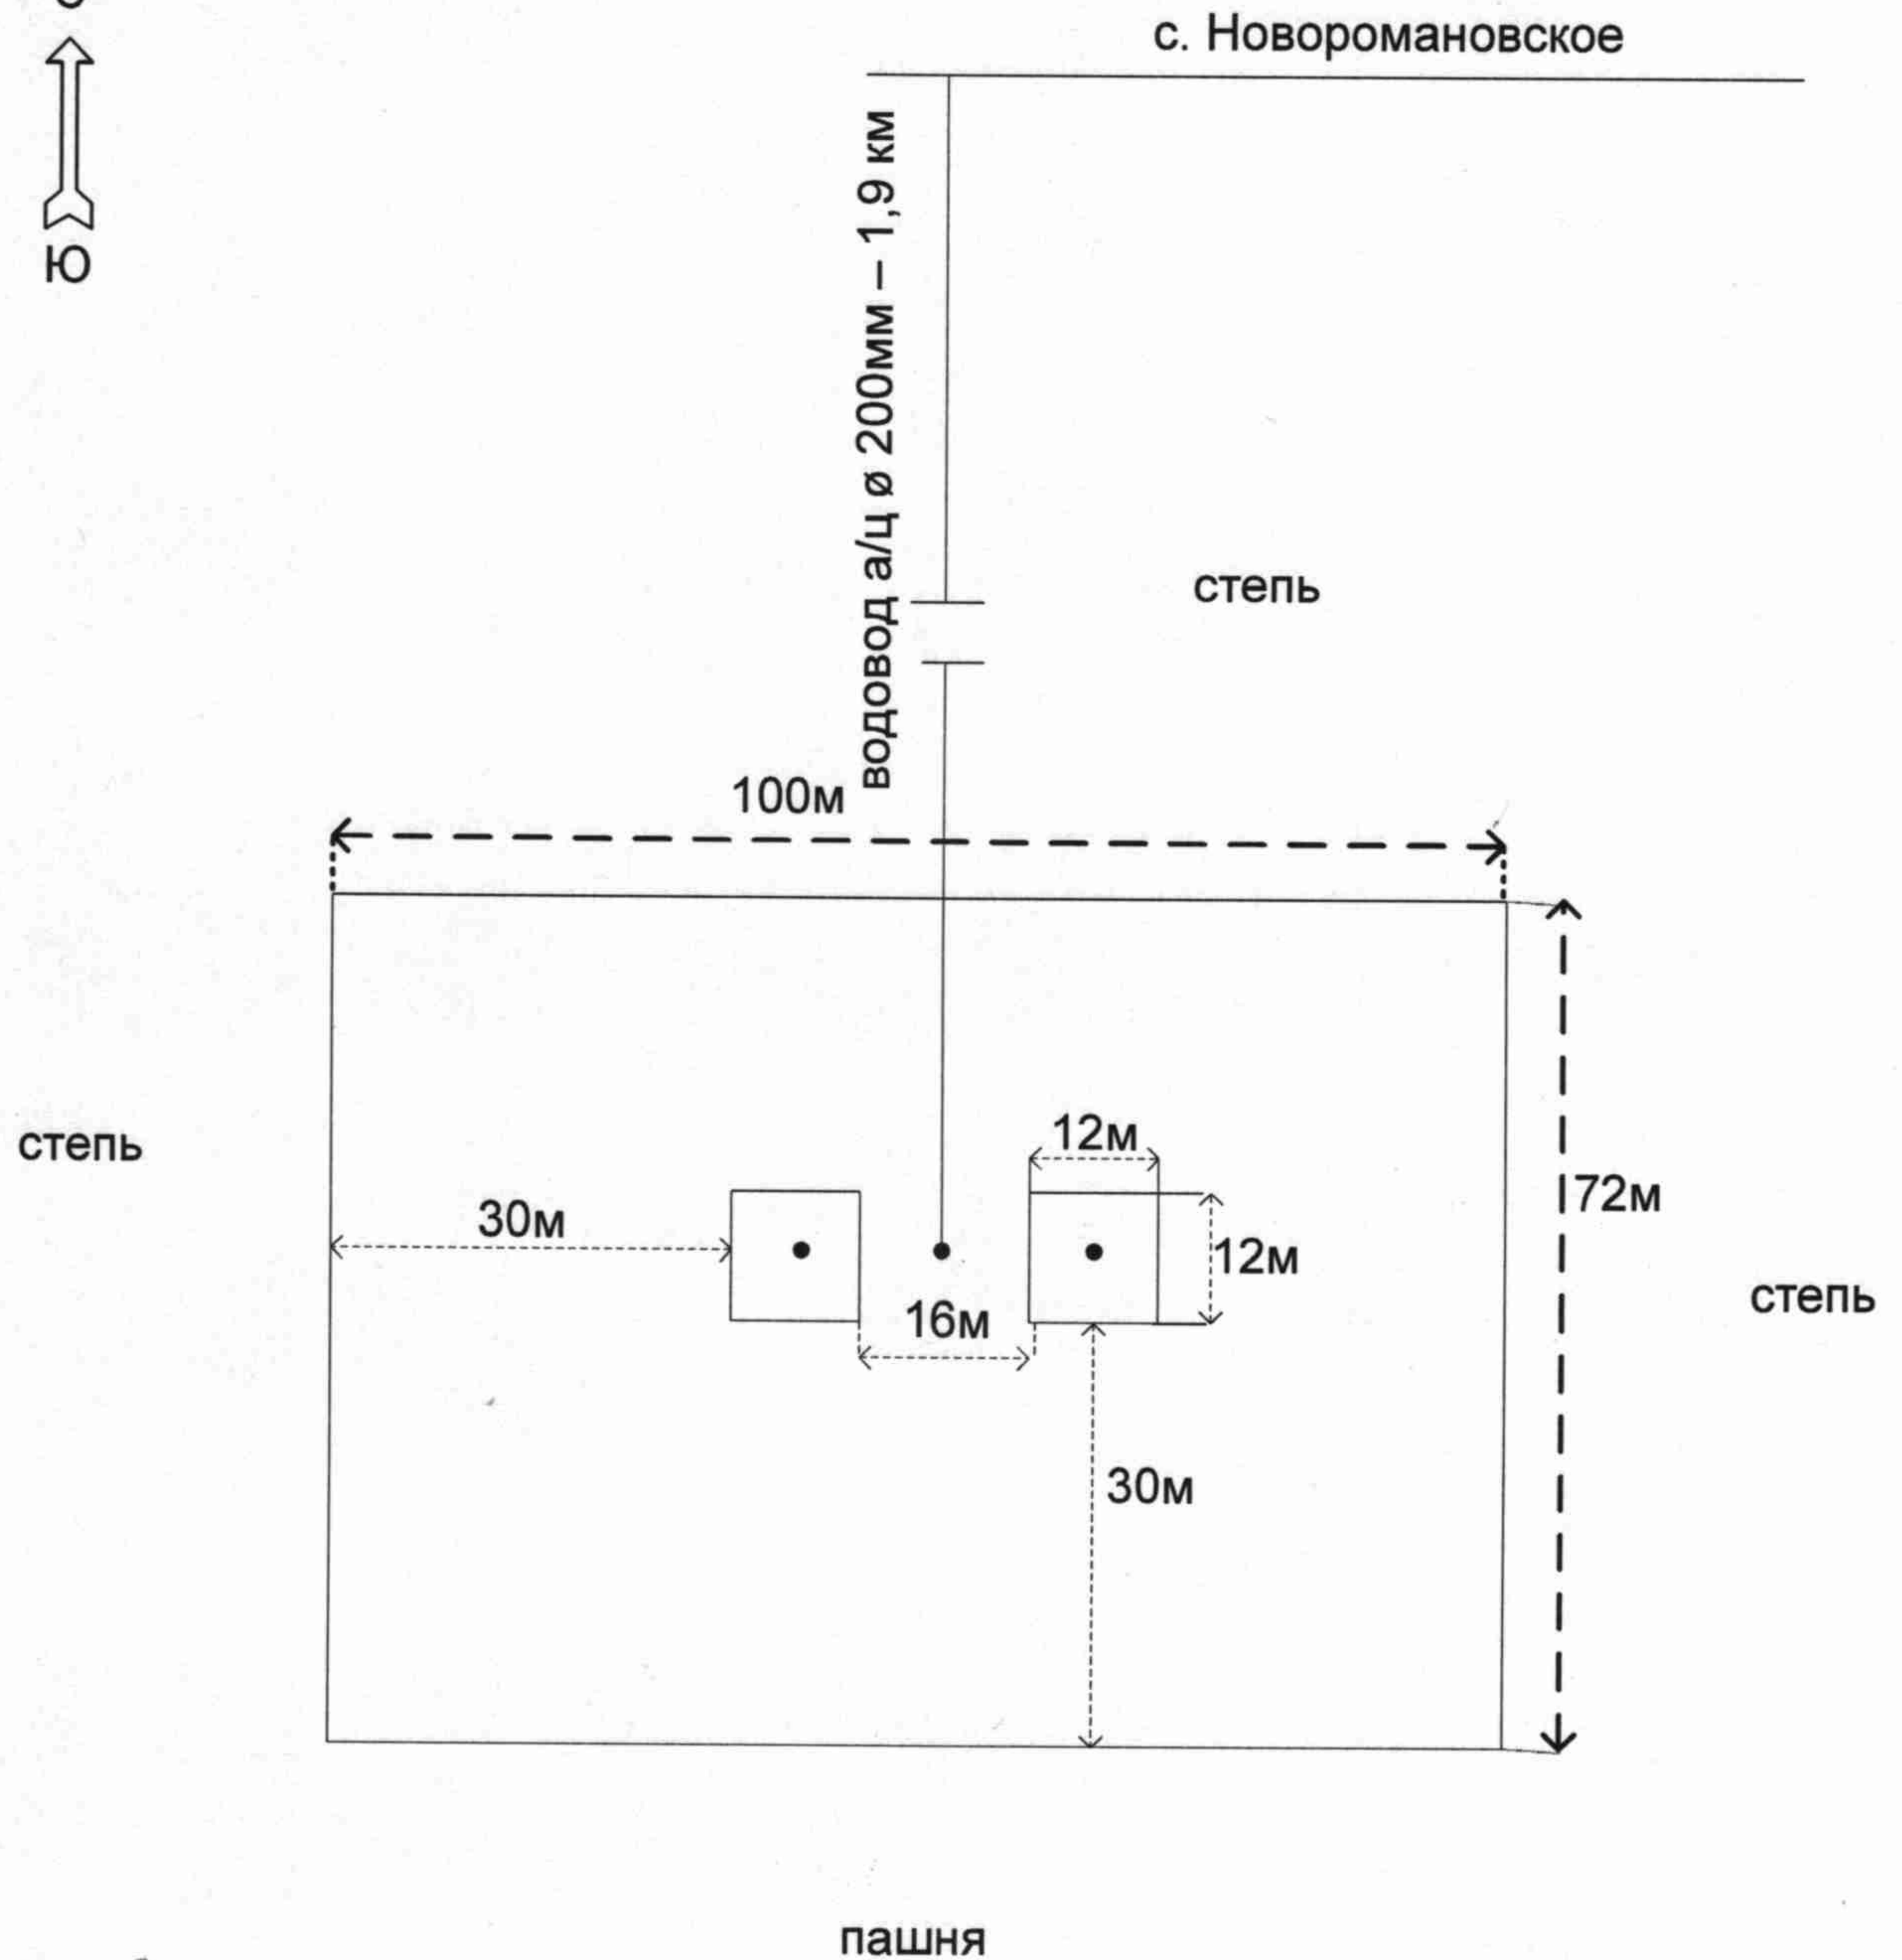 с. Новоромановское
Ю
водовод а/ц ø 200мм – 1,9 км
степь
100м
степь
12м
72м
30м
12м
степь
16м
30м
пашня